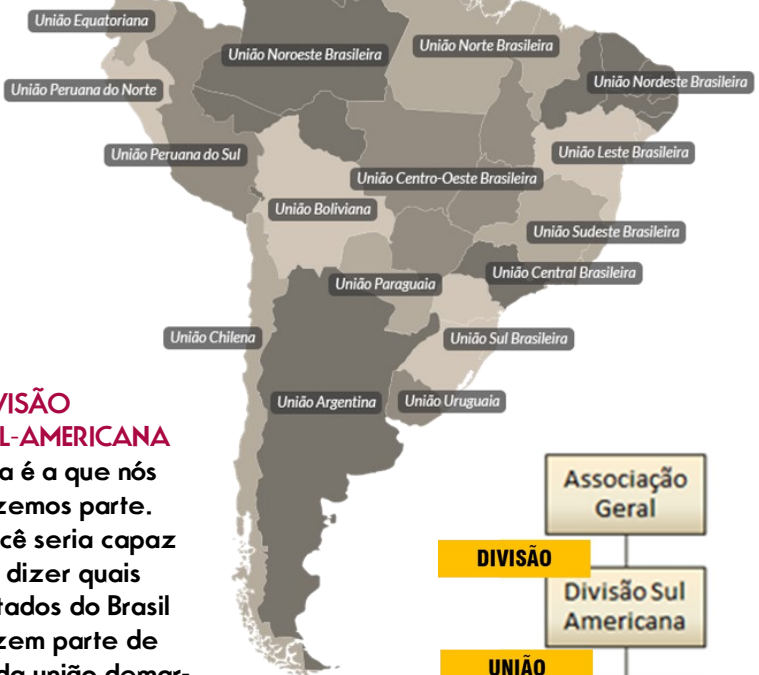 União Equatoriana
União Noroeste Brasileira
União Norte Brasileira
União Peruana do Norte
União Nordeste Brasileira
União Peruana do Sul
União Leste Brasileira
União Centro-Oeste Brasileira
União Boliviana
União Sudeste Brasileira
União Central Brasileira
União Paraguaia
União Chilena
União Sul Brasileira
União Argentina
União Uruguaia
VISÃO
L-AMERICANA
a é a que nós
zemos parte.
cê seria capaz
dizer quais
tados do Brasil
zem parte de
da união demar-
Associação
Geral
DIVISÃO
Divisão Sul
Americana
UNIÃO